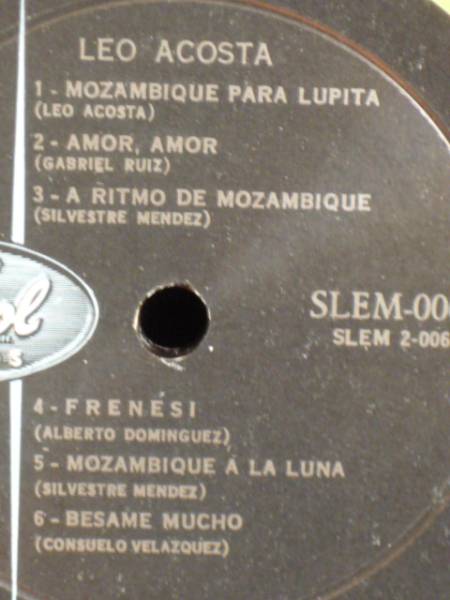 LEO ACOSTA
1 - MOZAMBIQUE PARA LUPITA
(LEO ACOSTA)
2 - AMOR, AMOR
(GABRIEL RUIZ)
3 - A RITMO DE MOZAMBIQUE
(SILVESTRE MENDEZ)
SLEM-00
SLEM 2-006
4 - FRENESI
(ALBERTO DOMINGUEZ)
5 - MOZAMBIQUE A LA LUNA
(SILVESTRE MENDEZ)
6 - BESAME MUCHO
(CONSUELO VELAZQUEZ)